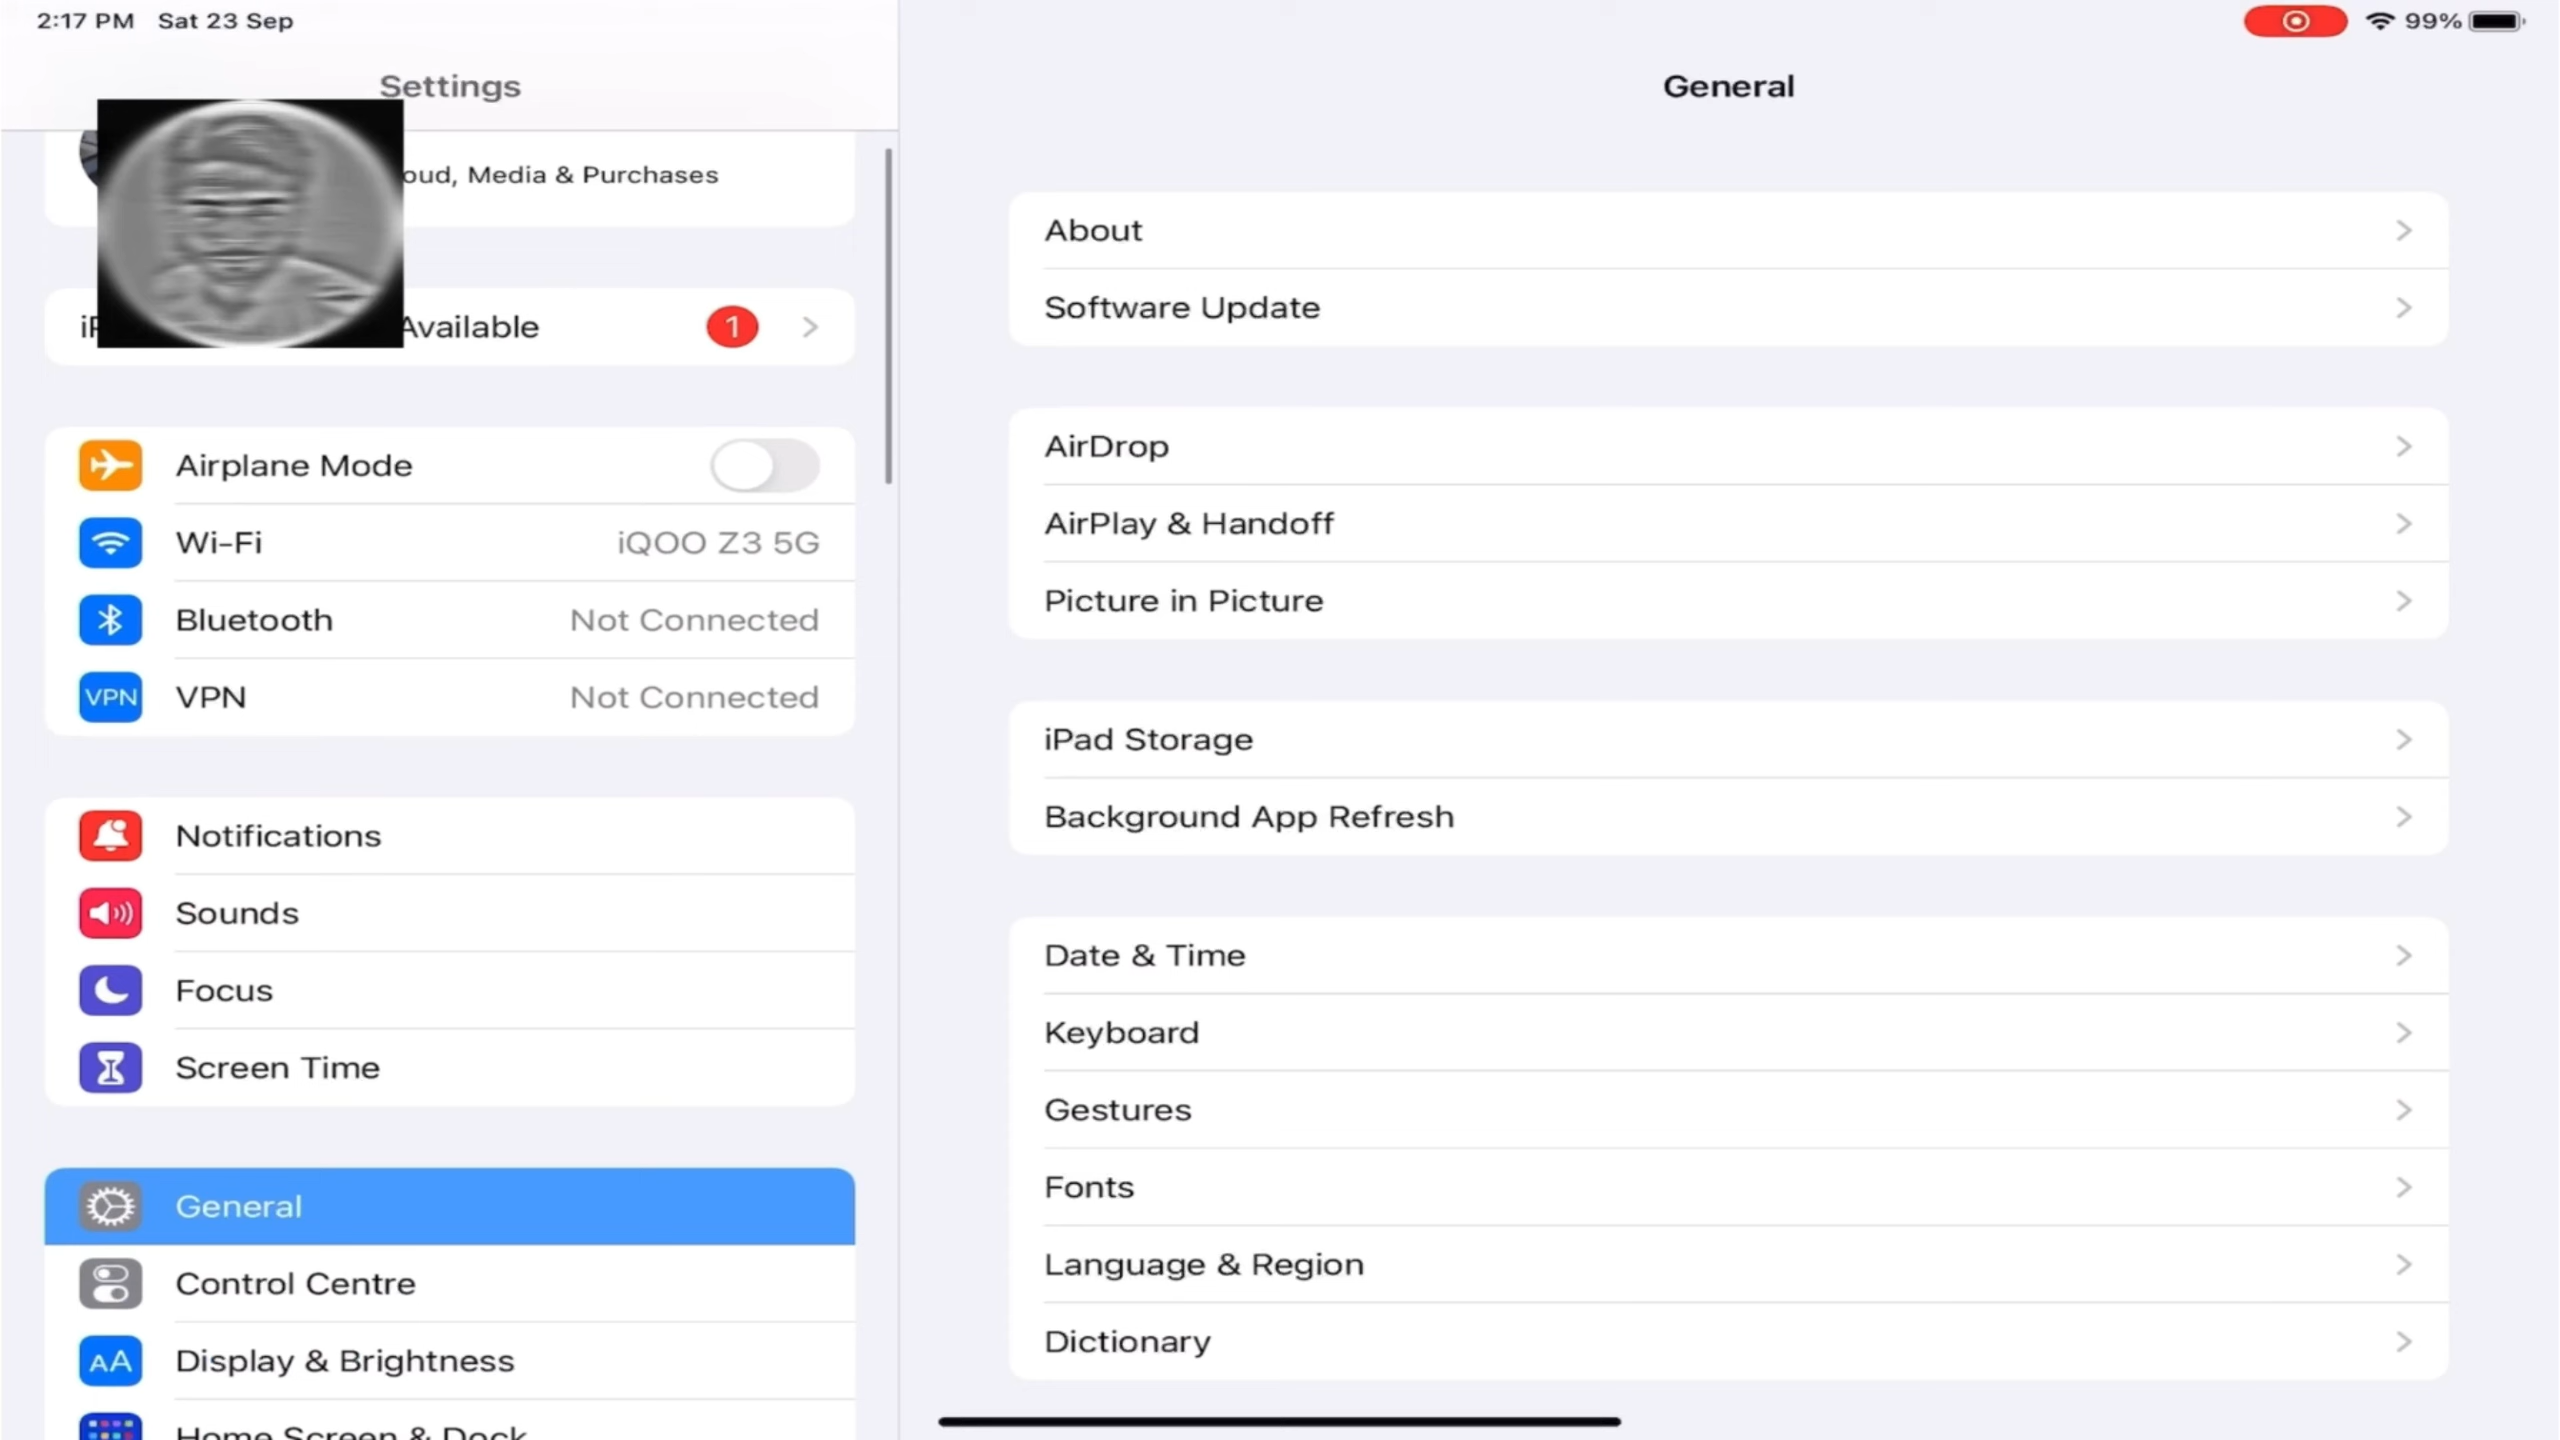 2:17 PM Sat 23 Sep
99%
Settings
oud, Media & Purchases
Available
1
Airplane Mode
Wi-Fi
iQOO Z3 5G
Bluetooth
Not Connected
VPN
VPN
Not Connected
Notifications
Sounds
Focus
Screen Time
General
Control Centre
AA
Display & Brightness
Home Screen & Dock
General
About
Software Update
AirDrop
AirPlay & Handoff
Picture in Picture
iPad Storage
Background App Refresh
Date & Time
Keyboard
Gestures
Fonts
Language & Region
Dictionary